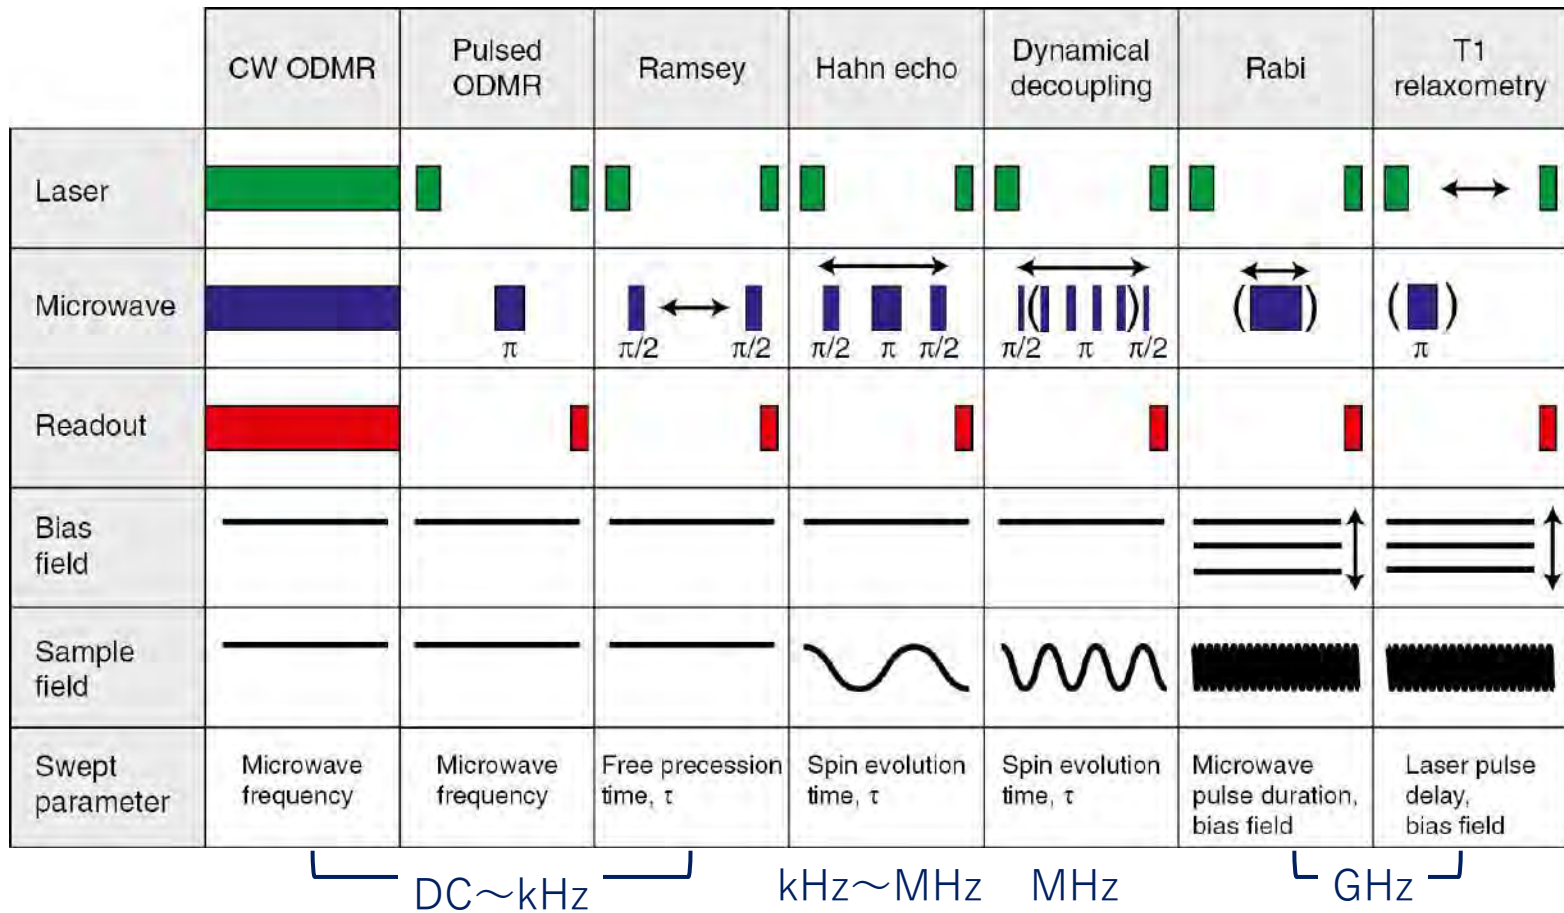 CW ODMR
Pulsed
ODMR
Ramsey
Hahn echo
Dynamical
decoupling
Rabi
T1
relaxometry
Laser
Microwave
π
π/2
π/2
π/2
π
π/2
(
)
π/2
π
π/2
(
)
(
)
π
Readout
Bias
field
Sample
field
Swept
parameter
Microwave
frequency
Microwave
frequency
Free precession
time, τ
Spin evolution
time, τ
Spin evolution
time, τ
Microwave
pulse duration,
bias field
Laser pulse
delay,
bias field
DC～kHz
kHz～MHz
MHz
GHz